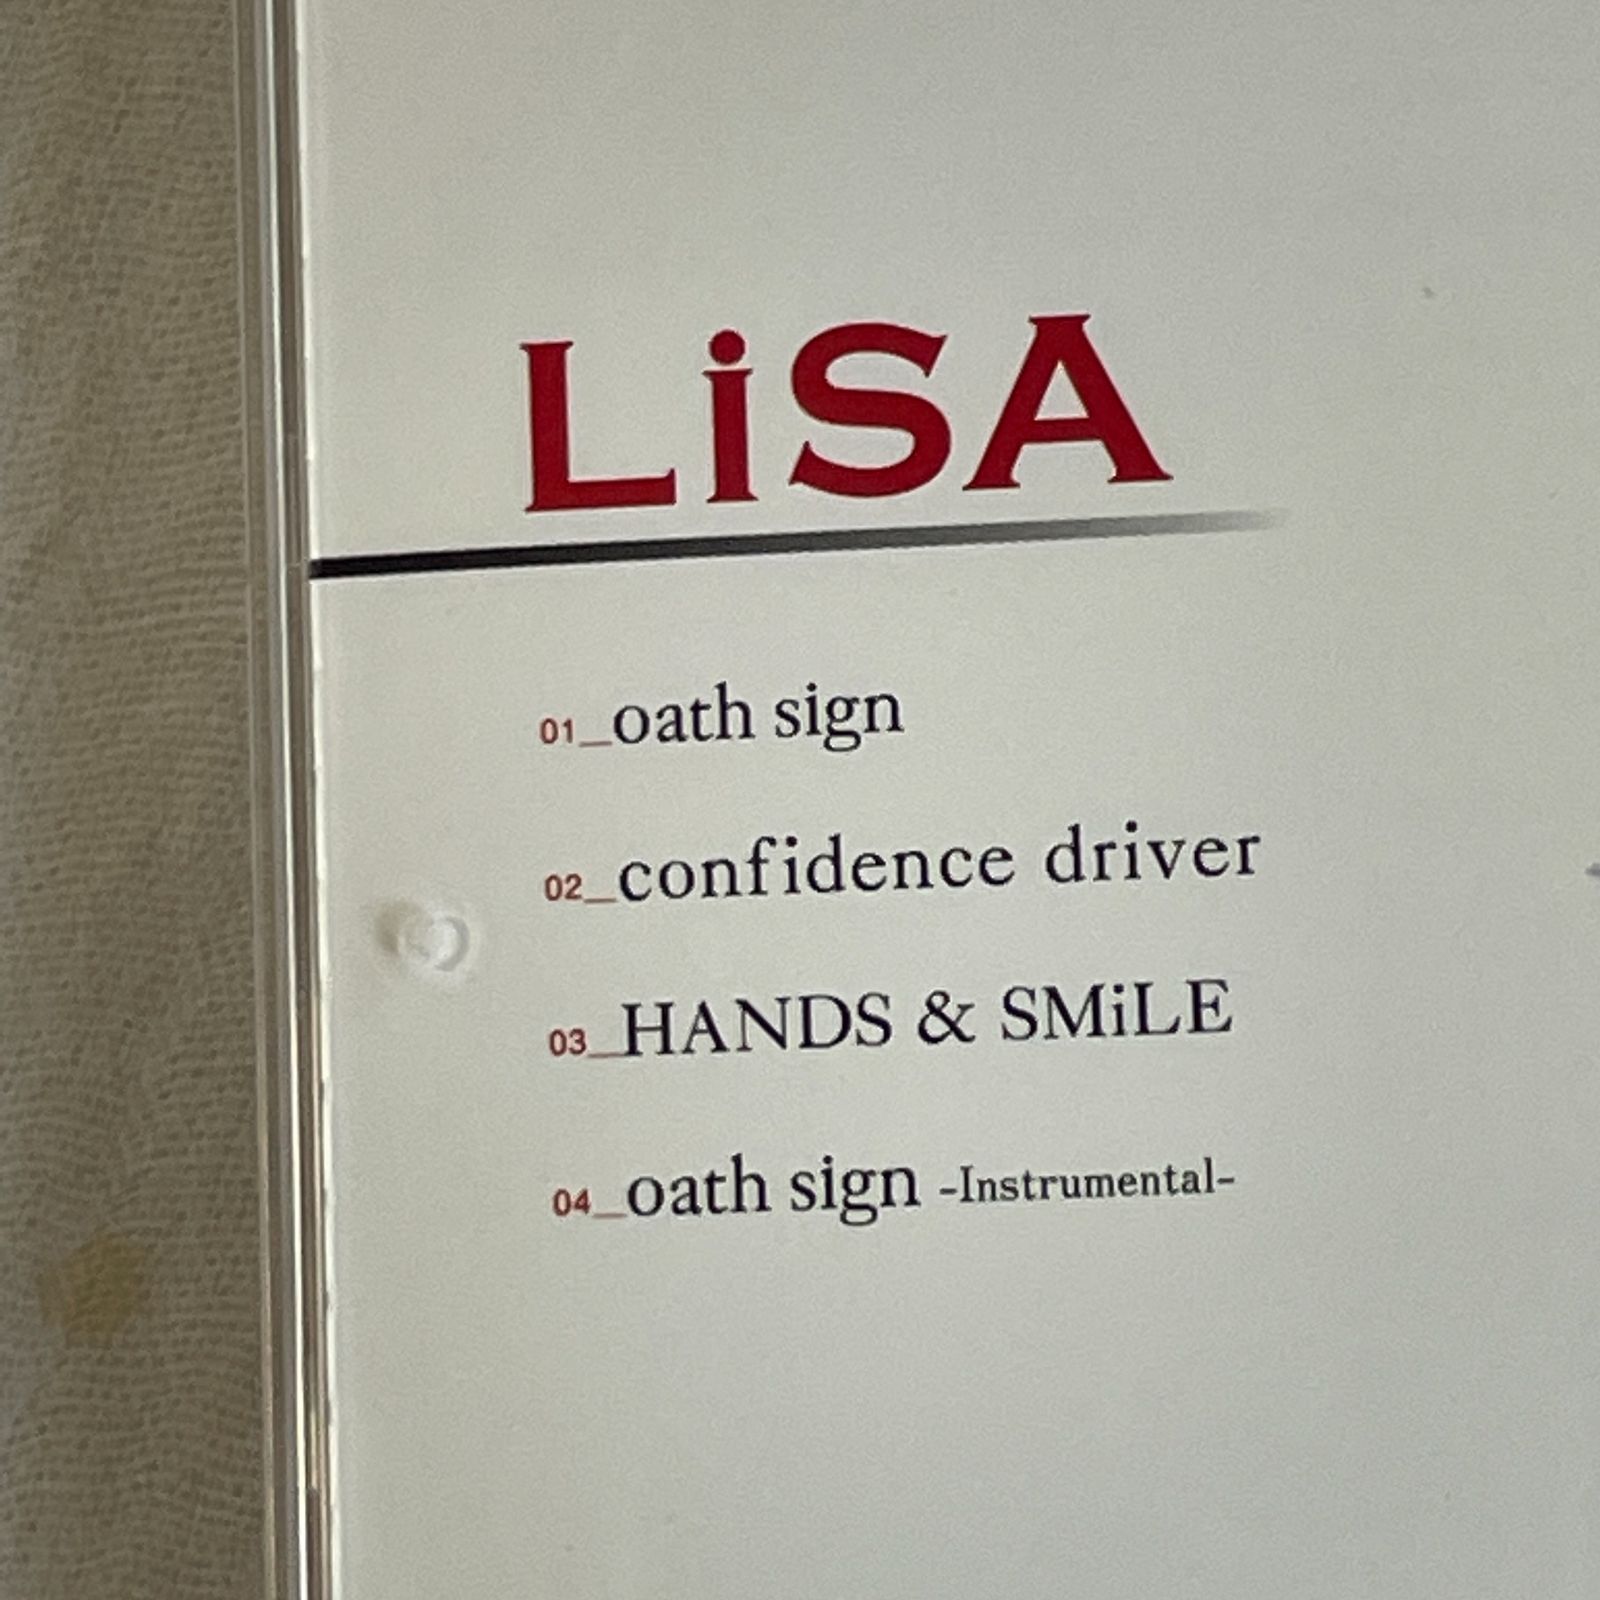 LiSA
01_oath sign
02_confidence driver
03_HANDS & SMiLE
04_oath sign -Instrumental-